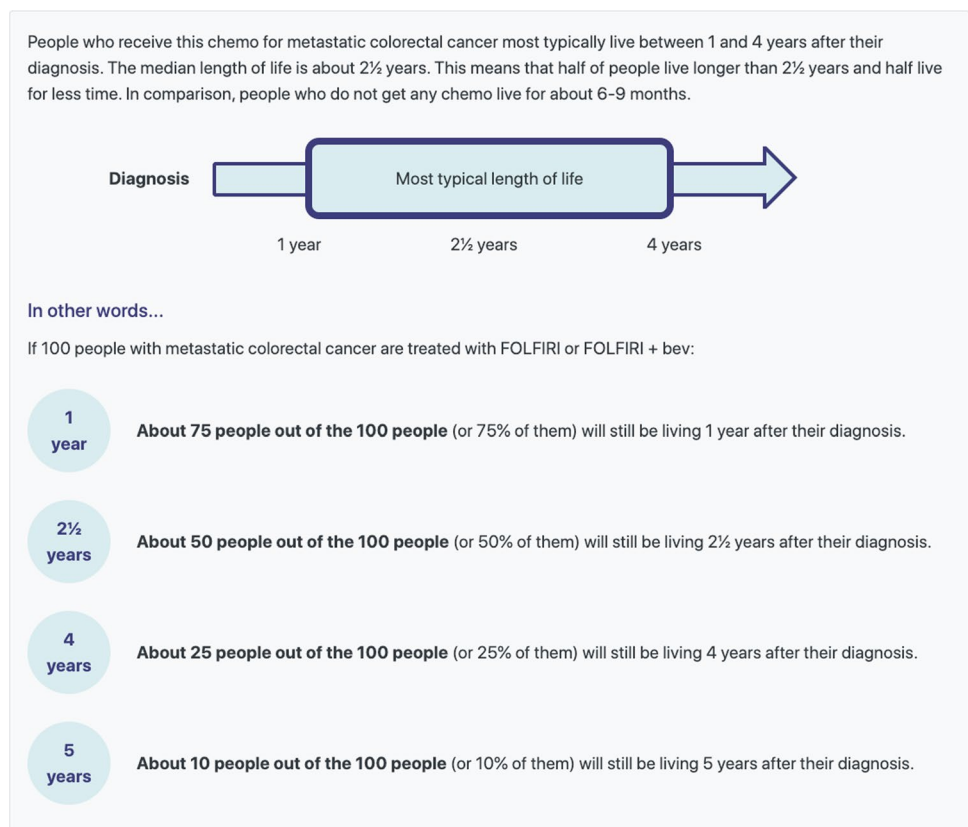 People who receive this chemo for metastatic colorectal cancer most typically live between 1 and 4 years after their
diagnosis. The median length of life is about 2½ years. This means that half of people live longer than 2½ years and half live
for less time. In comparison, people who do not get any chemo live for about 6-9 months.
Diagnosis
Most typical length of life
1 year
2½ years
4 years
In other words...
If 100 people with metastatic colorectal cancer are treated with FOLFIRI or FOLFIRI + bev:
1
year
About 75 people out of the 100 people (or 75% of them) will still be living 1 year after their diagnosis.
2½
years
About 50 people out of the 100 people (or 50% of them) will still be living 2½ years after their diagnosis.
4
years
About 25 people out of the 100 people (or 25% of them) will still be living 4 years after their diagnosis.
5
years
About 10 people out of the 100 people (or 10% of them) will still be living 5 years after their diagnosis.